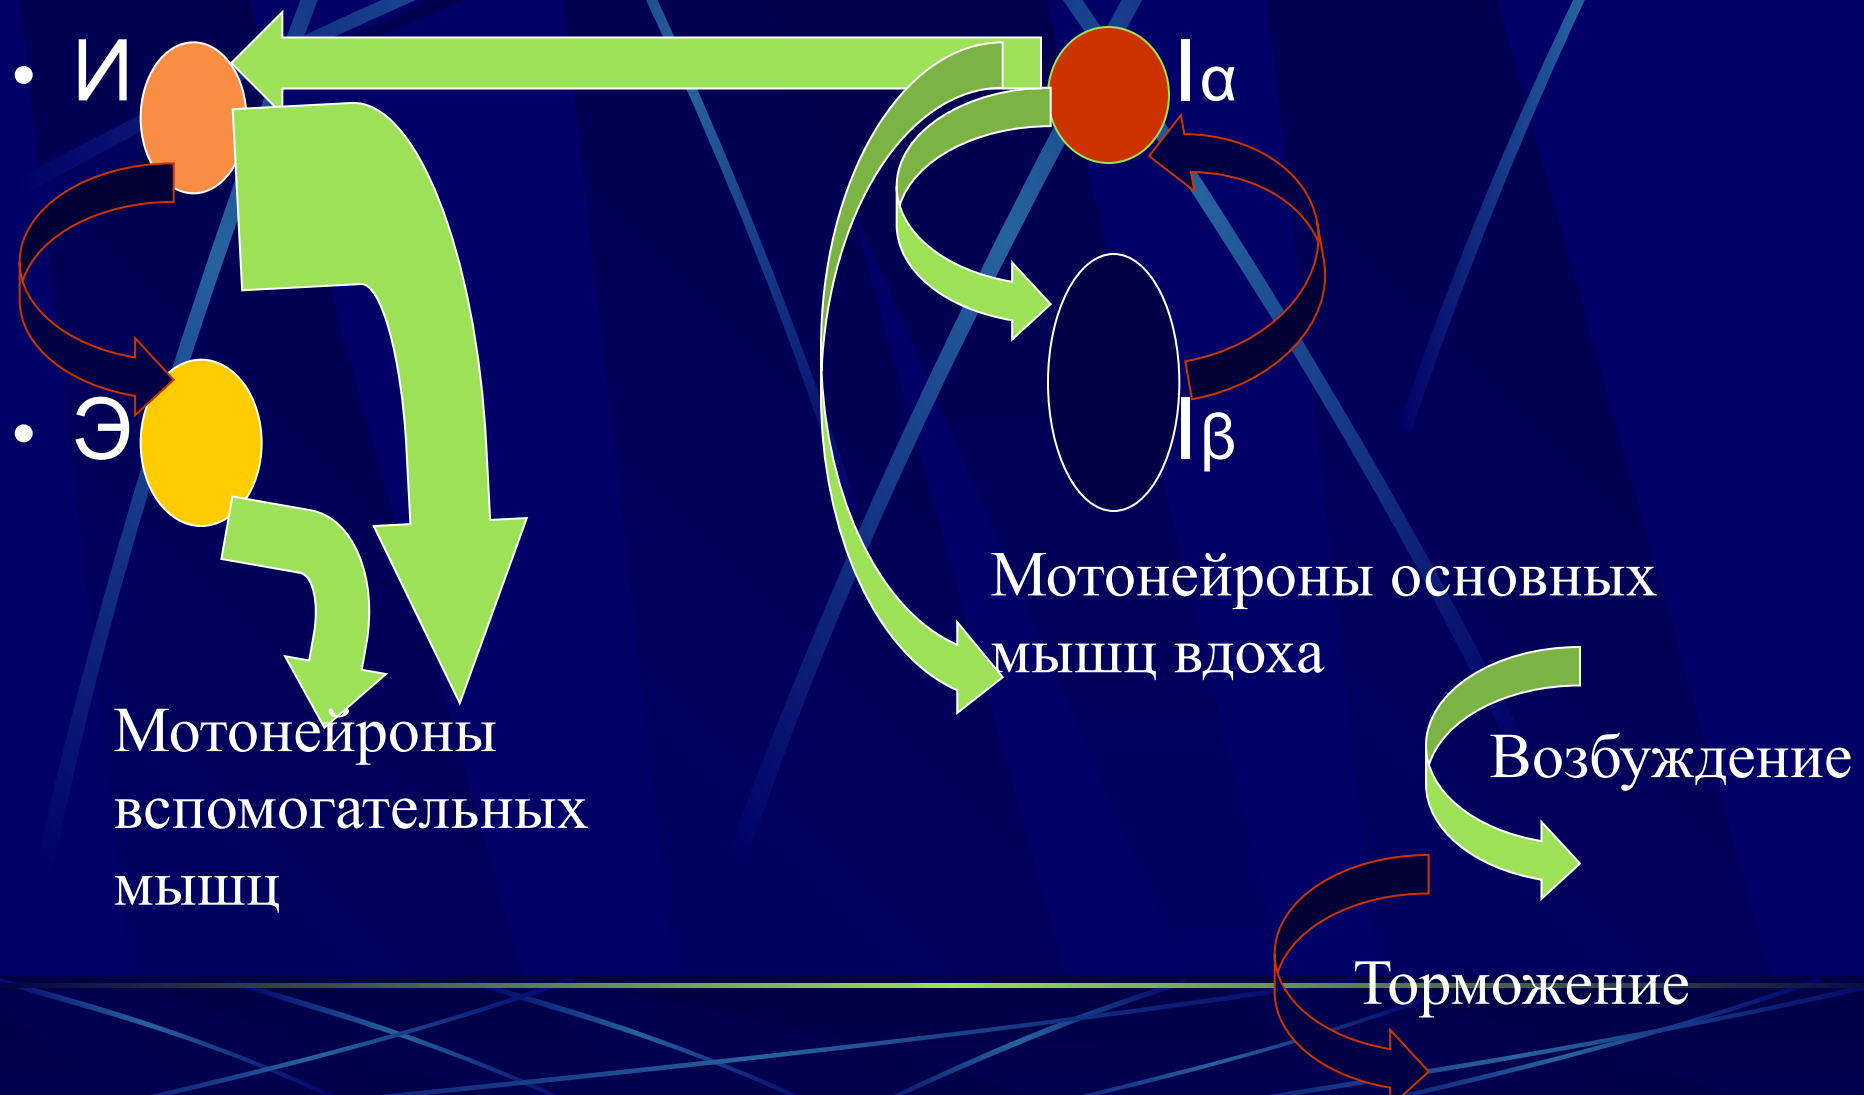 • И
Iα
• Э
Iβ
Мотонейроны основных
мышц вдоха
Мотонейроны
вспомогательных
мышц
Возбуждение
Торможение